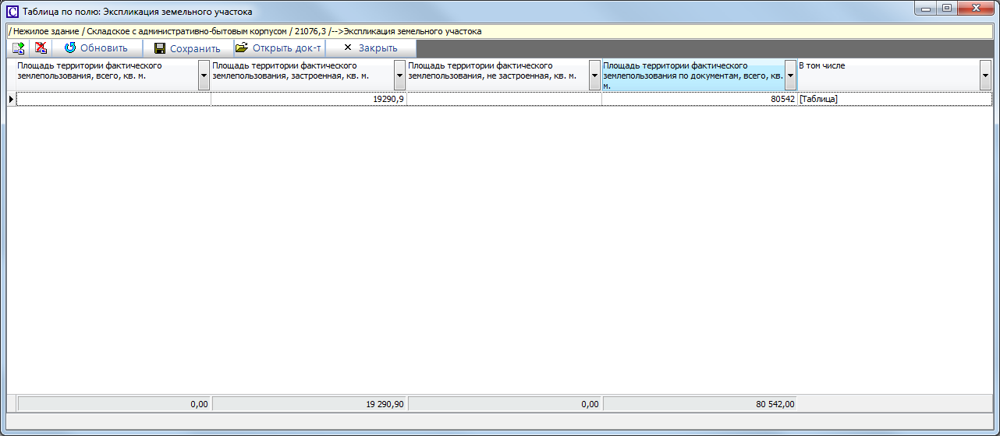 C Таблица по полю: Экспликация земельного участока
/ Нежилое здание / Складское с административно-бытовым корпусом / 21076,3 /-->Экспликация земельного участока
Обновить Сохранить Открыть док-т Закрыть
Площадь территории фактического
землепользования, всего, кв. м.
Площадь территории фактического
землепользования, застроенная, кв. м.
Площадь территории фактического
землепользования, не застроенная, кв. м.
Площадь территории фактического
землепользования по документам, всего, кв.
м.
В том числе
19290,9 80542 [Таблица]
0,00 19 290,90 0,00 80 542,00